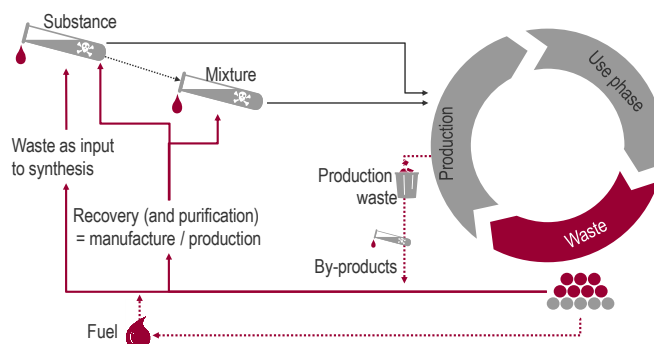 Substance
Mixture
Use phase
Production
Waste as input
to synthesis
Production
waste
Recovery (and purification)
= manufacture / production
Waste
By-products
Fuel